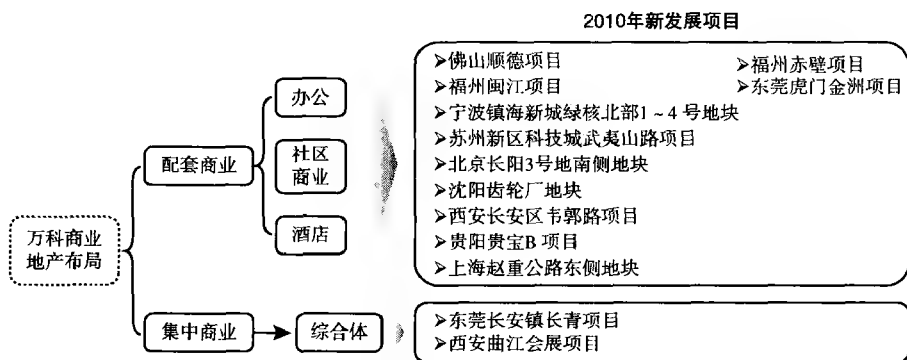 2010年新发展项目
➢佛山顺德项目
➢福州赤壁项目
➢福州闽江项目
➢东莞虎门金洲项目
➢宁波镇海新城绿核北部1~4号地块
➢苏州新区科技城武夷山路项目
➢北京长阳3号地南侧地块
➢沈阳齿轮厂地块
➢西安长安区韦郭路项目
➢贵阳贵宝B项目
➢上海赵重公路东侧地块
办公
社区
商业
酒店
配套商业
万科商业
地产布局
集中商业
综合体
➢东莞长安镇长青项目
➢西安曲江会展项目